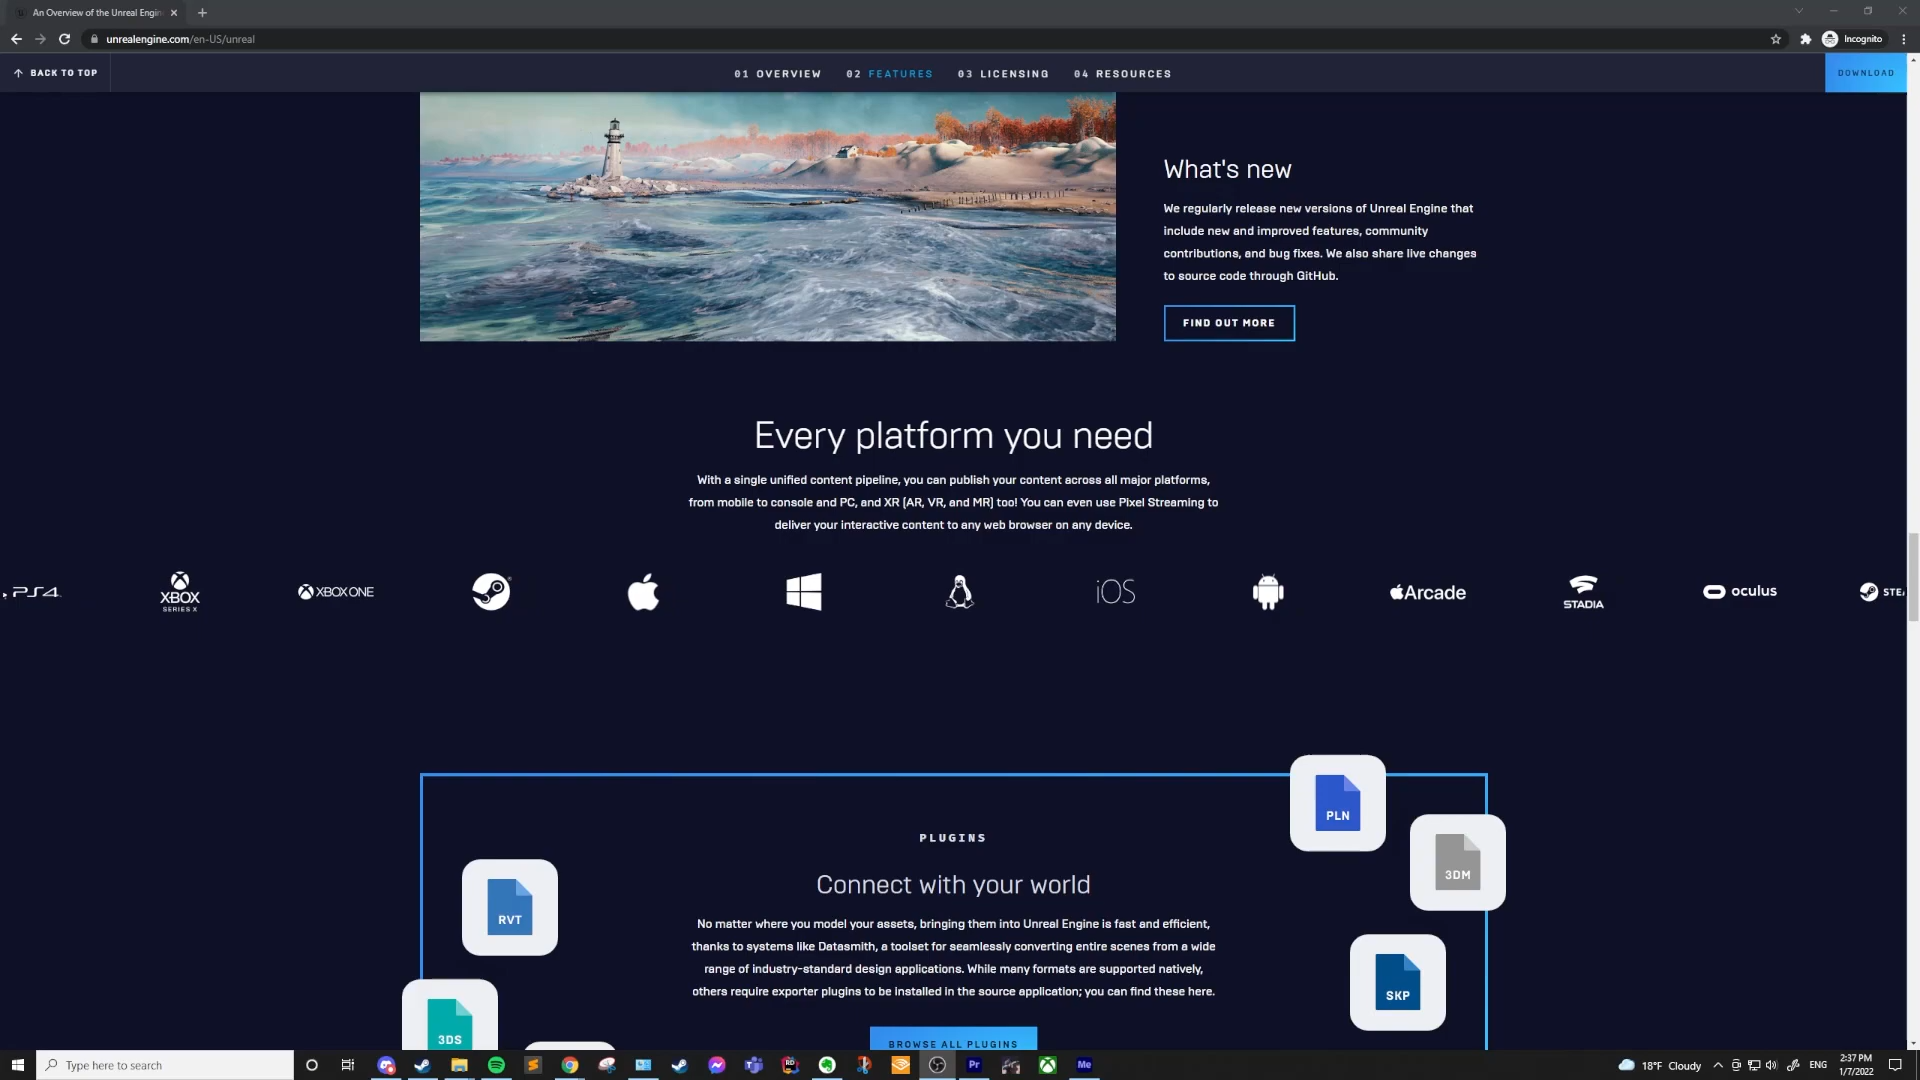 An Overview of the Unreal Engin
unrealengine.com/en-US/unreal
Incognito
BACK TO TOP
01 OVERVIEW
02 FEATURES
03 LICENSING
04 RESOURCES
DOWNLOAD
What's new
We regularly release new versions of Unreal Engine that
include new and improved features, community
contributions, and bug fixes. We also share live changes
to source code through GitHub.
FIND OUT MORE
Every platform you need
With a single unified content pipeline, you can publish your content across all major platforms,
from mobile to console and PC, and XR (AR, VR, and MR) too! You can even use Pixel Streaming to
deliver your interactive content to any web browser on any device.
PS4
XBOX
SERIES X
XBOX ONE
iOS
Arcade
STADIA
oculus
STEA
PLUGINS
Connect with your world
No matter where you model your assets, bringing them into Unreal Engine is fast and efficient,
thanks to systems like Datasmith, a toolset for seamlessly converting entire scenes from a wide
range of industry-standard design applications. While many formats are supported natively,
others require exporter plugins to be installed in the source application; you can find these here.
BROWSE ALL PLUGINS
PLN
3DM
RVT
SKP
3DS
Type here to search
RD
Pr
Me
18°F Cloudy
ENG
2:37 PM
1/7/2022